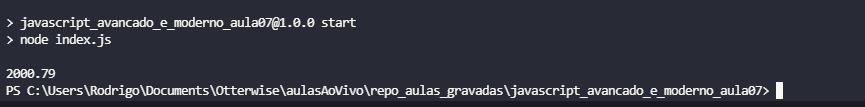 > javascript_avancado_e_moderno_aula07@1.0.0 start
> node index.js
2000.79
PS C:\Users\Rodrigo\Documents\Otterwise\aulasAoVivo\repo_aulas_gravadas\javascript_avancado_e_moderno_aula07>